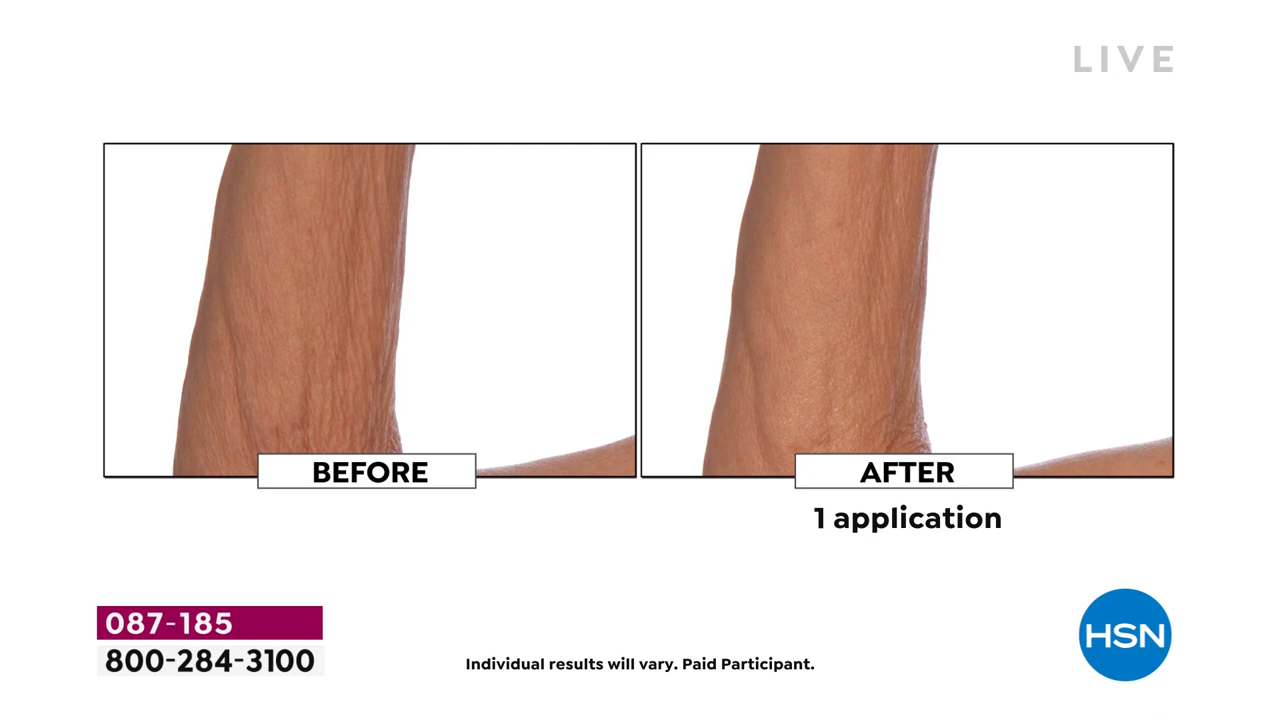 LIVE
BEFORE
AFTER
1 application
087-185
800-284-3100
Individual results will vary. Paid Participant.
HSN